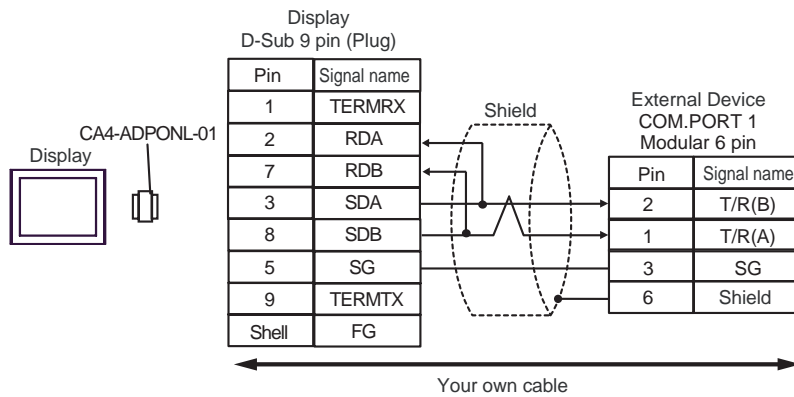 Display
D-Sub 9 pin (Plug)
Pin Signal name
1 TERMRX
2 RDA
7 RDB
3 SDA
8 SDB
5 SG
9 TERMTX
Shell FG
CA4-ADPONL-01
Display
Shield
External Device
COM.PORT 1
Modular 6 pin
Pin Signal name
2 T/R(B)
1 T/R(A)
3 SG
6 Shield
Your own cable